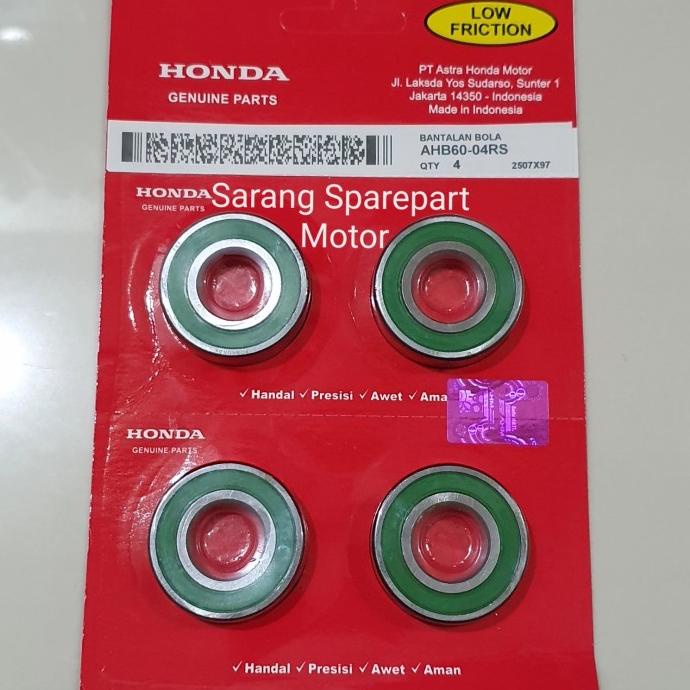 LOW
FRICTION
HONDA
GENUINE PARTS
PT Astra Honda Motor
Jl. Laksda Yos Sudarso, Sunter 1
Jakarta 14350 - Indonesia
Made in Indonesia
BANTALAN BOLA
AHB60-04RS
QTY 4 2507X97
HONDA
GENUINE PARTS
Sarang Sparepart
Motor
✓Handal ✓Presisi ✓Awet ✓Aman
HONDA
GENUINE PARTS
✓Handal ✓Presisi ✓Awet ✓Aman